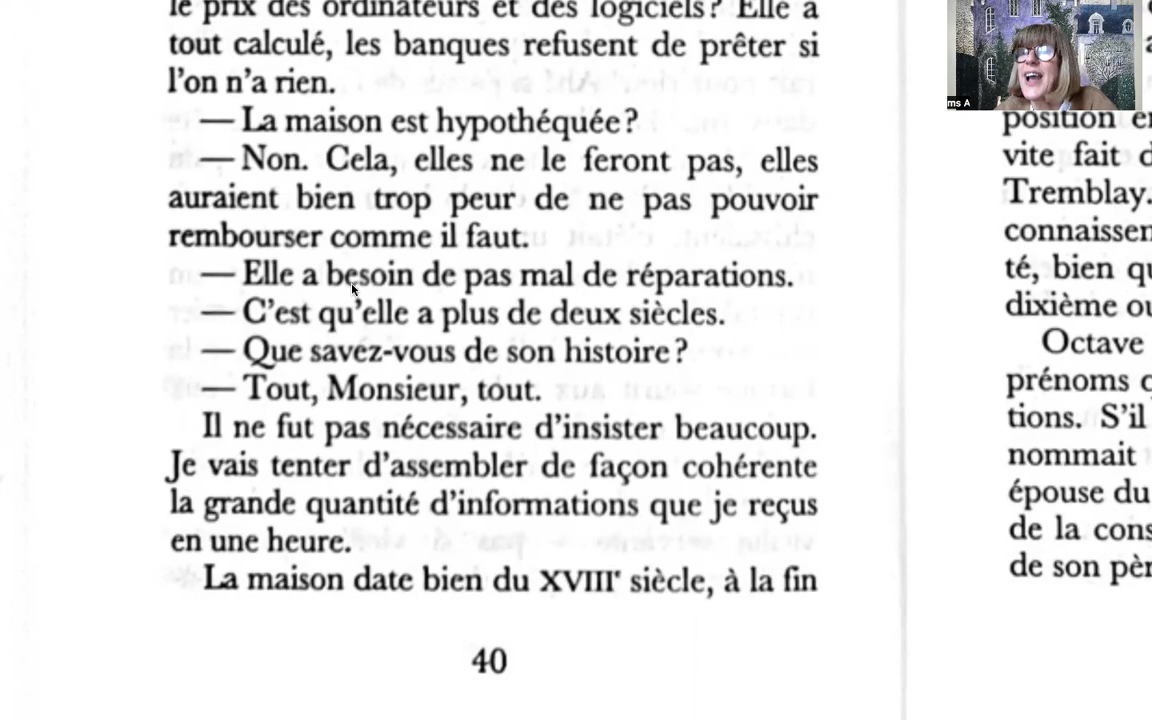 le prix des ordinateurs et des logiciels? Elle a
tout calculé, les banques refusent de prêter si
l'on n'a rien.
— La maison est hypothéquée?
— Non. Cela, elles ne le feront pas, elles
auraient bien trop peur de ne pas pouvoir
rembourser comme il faut.
— Elle a besoin de pas mal de réparations.
— C'est qu'elle a plus de deux siècles.
— Que savez-vous de son histoire?
— Tout, Monsieur, tout.
Il ne fut pas nécessaire d'insister beaucoup.
Je vais tenter d'assembler de façon cohérente
la grande quantité d'informations que je reçus
en une heure.
La maison date bien du XVIIIe siècle, à la fin
40
ms A
position
vite fait
Tremblay.
té, bien
dixième
Octave
prénoms
tions. S'il
nommait
épouse du
de la
de son